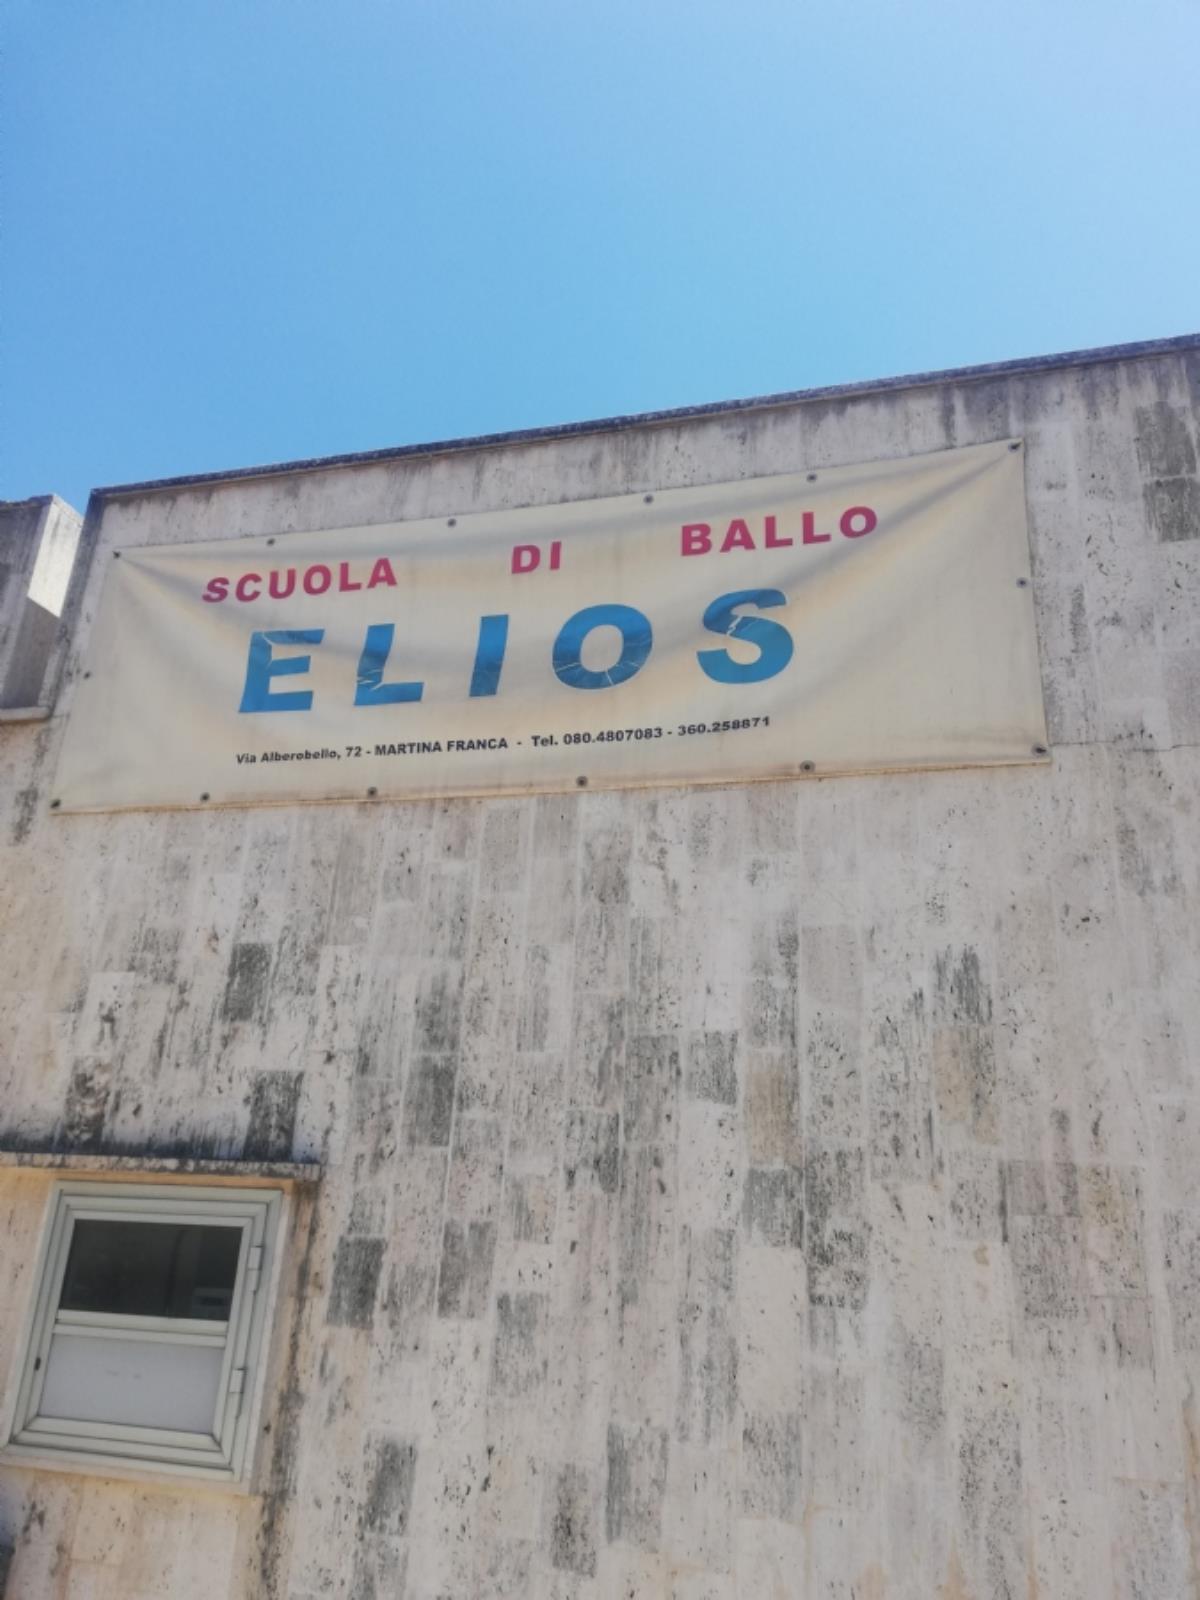 SCUOLA DI BALLO
ELIOS
Via Alberobello, 72 - MARTINA FRANCA - Tel. 080.4807083 - 360.258871